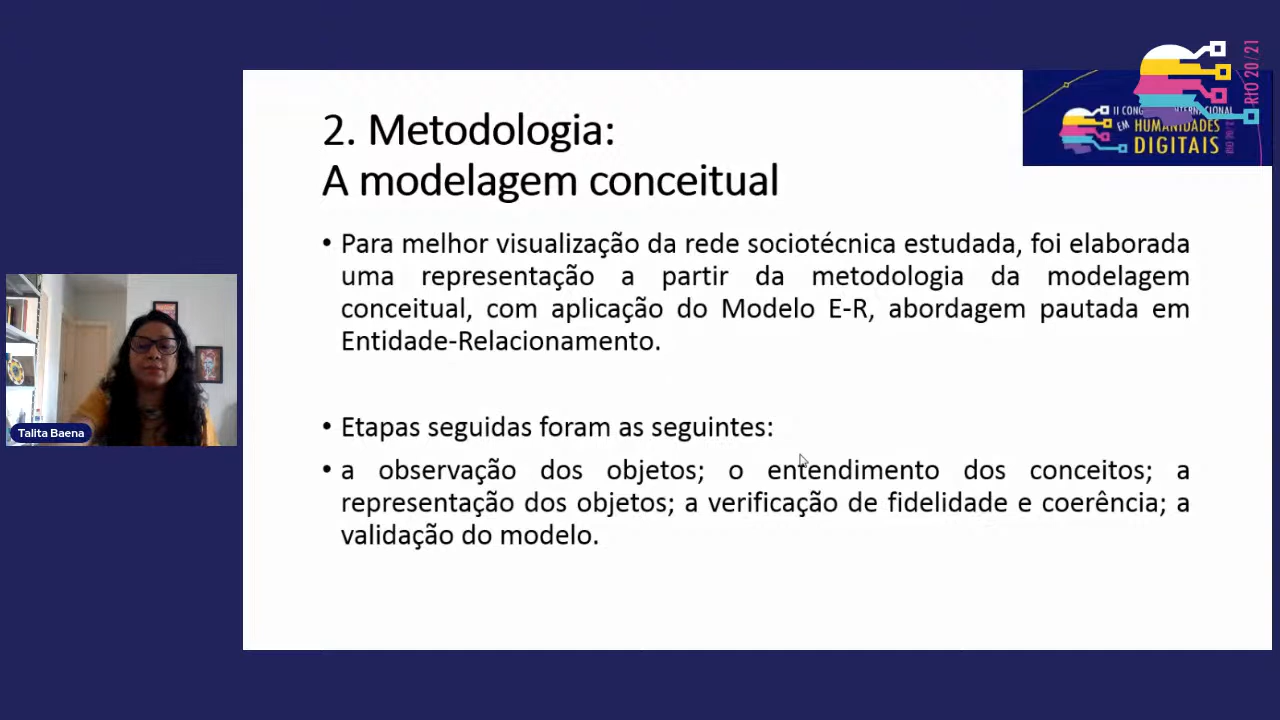 2. Metodologia:
A modelagem conceitual
• Para melhor visualização da rede sociotécnica estudada, foi elaborada
uma representação a partir da metodologia da modelagem
conceitual, com aplicação do Modelo E-R, abordagem pautada em
Entidade-Relacionamento.
• Etapas seguidas foram as seguintes:
• a observação dos objetos; o entendimento dos conceitos; a
representação dos objetos; a verificação de fidelidade e coerência; a
validação do modelo.
Talita Baena
RIO 20/21
II
EM HUMANIDADES
DIGITAIS